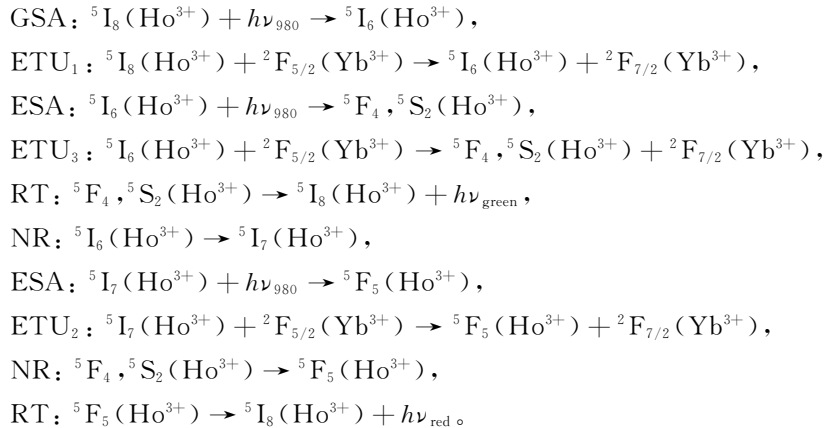 GSA: ⁵I₈(Ho³⁺)+hν₉₈₀→⁵I₆(Ho³⁺),
ETU₁: ⁵I₈(Ho³⁺)+²F₅/₂(Yb³⁺)→⁵I₆(Ho³⁺)+²F₇/₂(Yb³⁺),
ESA: ⁵I₆(Ho³⁺)+hν₉₈₀→⁵F₄,⁵S₂(Ho³⁺),
ETU₃: ⁵I₆(Ho³⁺)+²F₅/₂(Yb³⁺)→⁵F₄,⁵S₂(Ho³⁺)+²F₇/₂(Yb³⁺),
RT: ⁵F₄,⁵S₂(Ho³⁺)→⁵I₈(Ho³⁺)+hν_green,
NR: ⁵I₆(Ho³⁺)→⁵I₇(Ho³⁺),
ESA: ⁵I₇(Ho³⁺)+hν₉₈₀→⁵F₅(Ho³⁺),
ETU₂: ⁵I₇(Ho³⁺)+²F₅/₂(Yb³⁺)→⁵F₅(Ho³⁺)+²F₇/₂(Yb³⁺),
NR: ⁵F₄,⁵S₂(Ho³⁺)→⁵F₅(Ho³⁺),
RT: ⁵F₅(Ho³⁺)→⁵I₈(Ho³⁺)+hν_red。